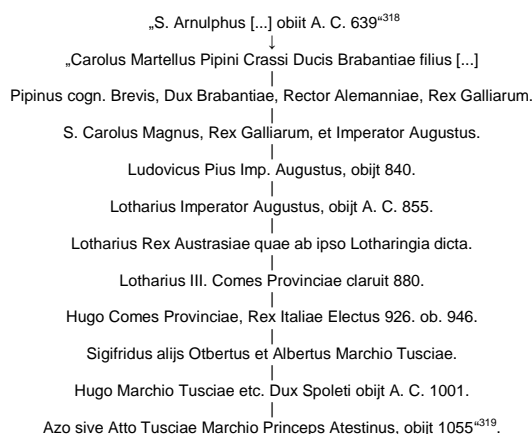 „S. Arnulphus [...] obiit A. C. 639“318
↓
„Carolus Martellus Pipini Crassi Ducis Brabantiae filius [...]
Pipinus cogn. Brevis, Dux Brabantiae, Rector Alemanniae, Rex Galliarum.
S. Carolus Magnus, Rex Galliarum, et Imperator Augustus.
Ludovicus Pius Imp. Augustus, obijt 840.
Lotharius Imperator Augustus, obijt A. C. 855.
Lotharius Rex Austrasiae quae ab ipso Lotharingia dicta.
Lotharius III. Comes Provinciae claruit 880.
Hugo Comes Provinciae, Rex Italiae Electus 926. ob. 946.
Sigifridus alijs Otbertus et Albertus Marchio Tusciae.
Hugo Marchio Tusciae etc. Dux Spoleti obijt A. C. 1001.
Azo sive Atto Tusciae Marchio Princeps Atestinus, obijt 1055“319.